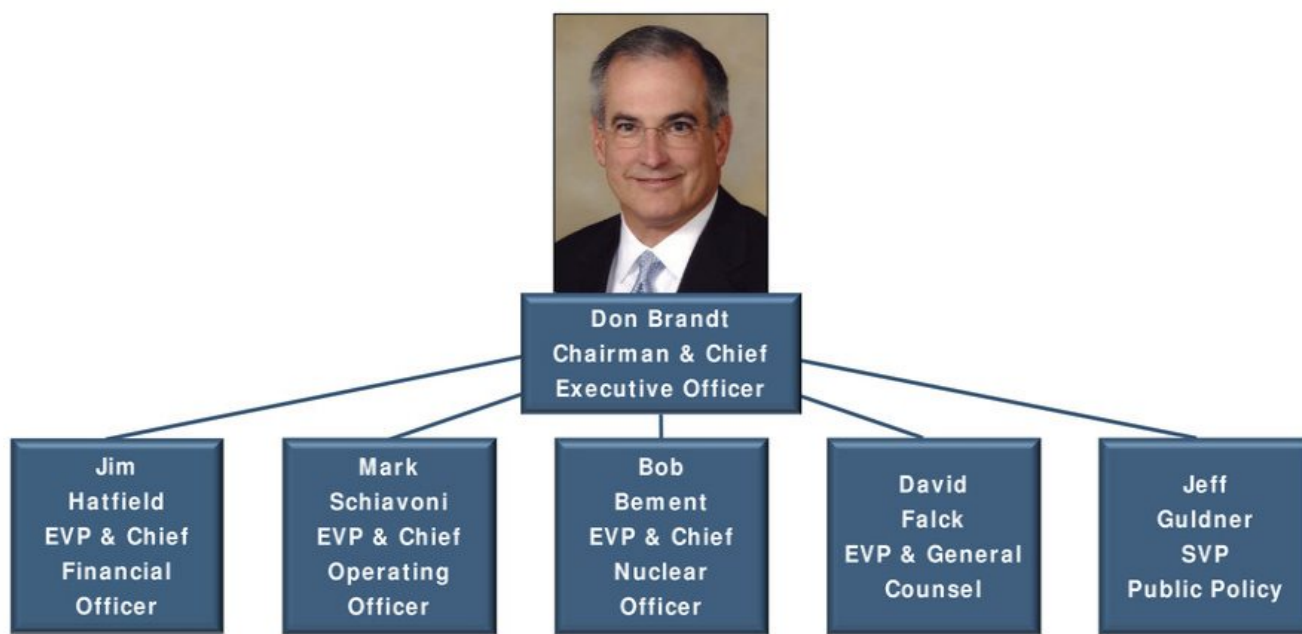 Don Brandt
Chairman & Chief
Executive Officer
Jim
Hatfield
EVP & Chief
Financial
Officer
Mark
Schiavoni
EVP & Chief
Operating
Officer
Bob
Bement
EVP & Chief
Nuclear
Officer
David
Falck
EVP & General
Counsel
Jeff
Guldner
SVP
Public Policy